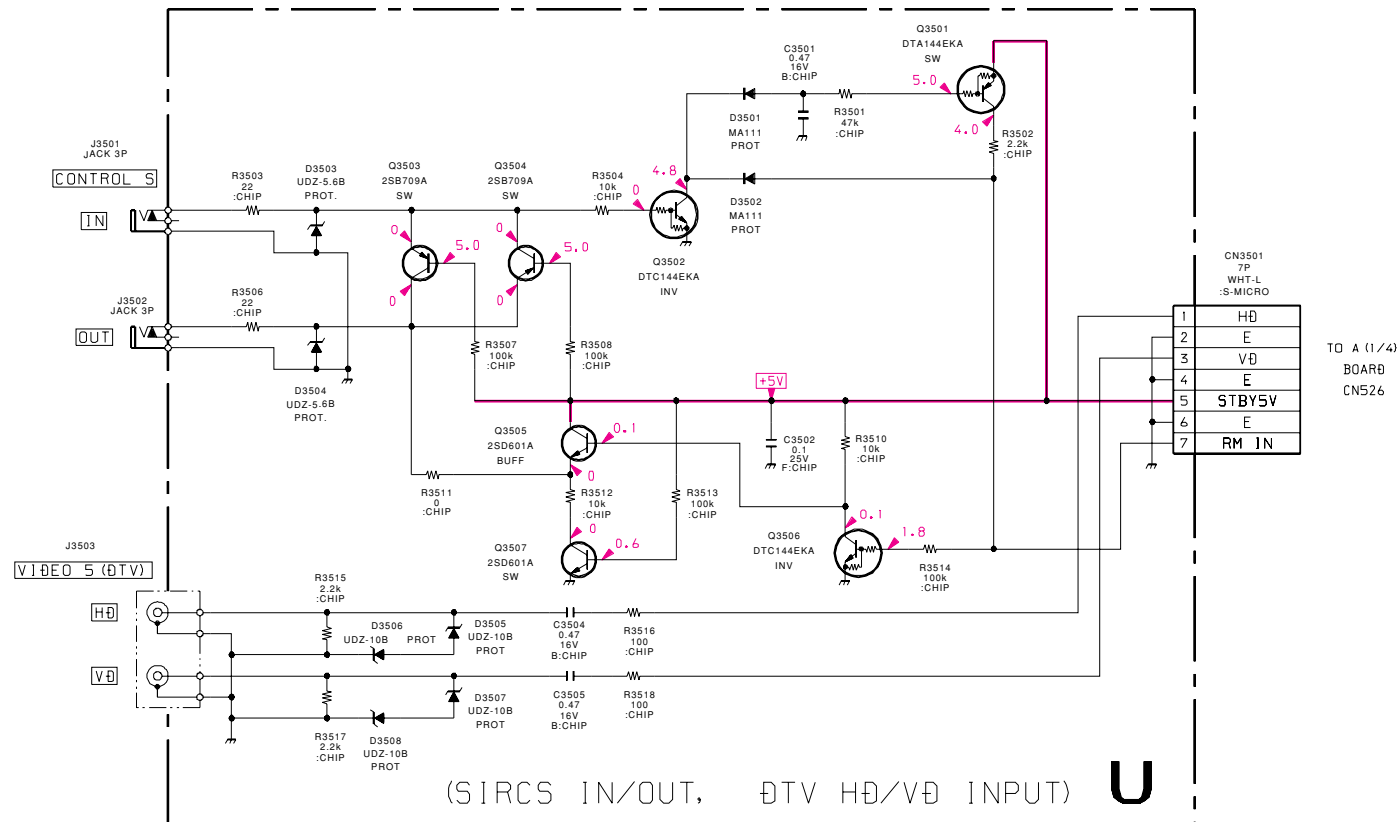 Q3501
DTA144EKA
SW
C3501
0.47
16V
B:CHIP
5.0
R3501
47k
:CHIP
4.0
R3502
2.2k
:CHIP
D3501
MA111
PROT
J3501
JACK 3P
CONTROL S
IN
R3503
22
:CHIP
D3503
UDZ-5.6B
PROT.
Q3503
2SB709A
SW
Q3504
2SB709A
SW
R3504
10k
:CHIP
4.8
0
D3502
MA111
PROT
0
5.0
0
0
5.0
0
Q3502
DTC144EKA
INV
CN3501
7P
WHT-L
:S-MICRO
J3502
JACK 3P
OUT
R3506
22
:CHIP
D3504
UDZ-5.6B
PROT.
R3507
100k
:CHIP
R3508
100k
:CHIP
1 HD
2 E
3 VD
4 E
5 STBY5V
6 E
7 RM IN
TO A (1/4)
BOARD
CN526
+5V
Q3505
2SD601A
BUFF
0.1
0
C3502
0.1
25V
F:CHIP
R3510
10k
:CHIP
R3511
0
:CHIP
R3512
10k
:CHIP
R3513
100k
:CHIP
0
0.6
Q3507
2SD601A
SW
Q3506
DTC144EKA
INV
0.1
1.8
R3514
100k
:CHIP
J3503
VIDEO 5 (DTV)
HD
VD
R3515
2.2k
:CHIP
D3506
UDZ-10B
PROT
D3505
UDZ-10B
PROT
C3504
0.47
16V
B:CHIP
R3516
100
:CHIP
R3517
2.2k
:CHIP
D3508
UDZ-10B
PROT
D3507
UDZ-10B
PROT
C3505
0.47
16V
B:CHIP
R3518
100
:CHIP
(SIRCS IN/OUT, DTV HD/VD INPUT) U